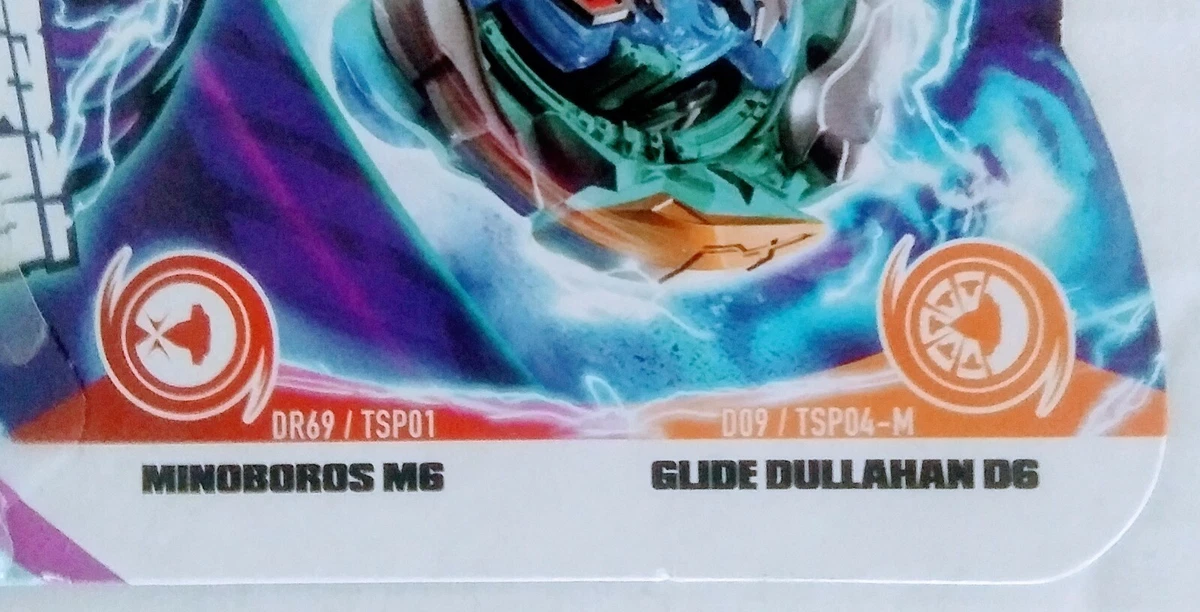 DR69 / TSP01
D09 / TSP04-M
MINOBOROS M6
GLIDE DULLAHAN D6